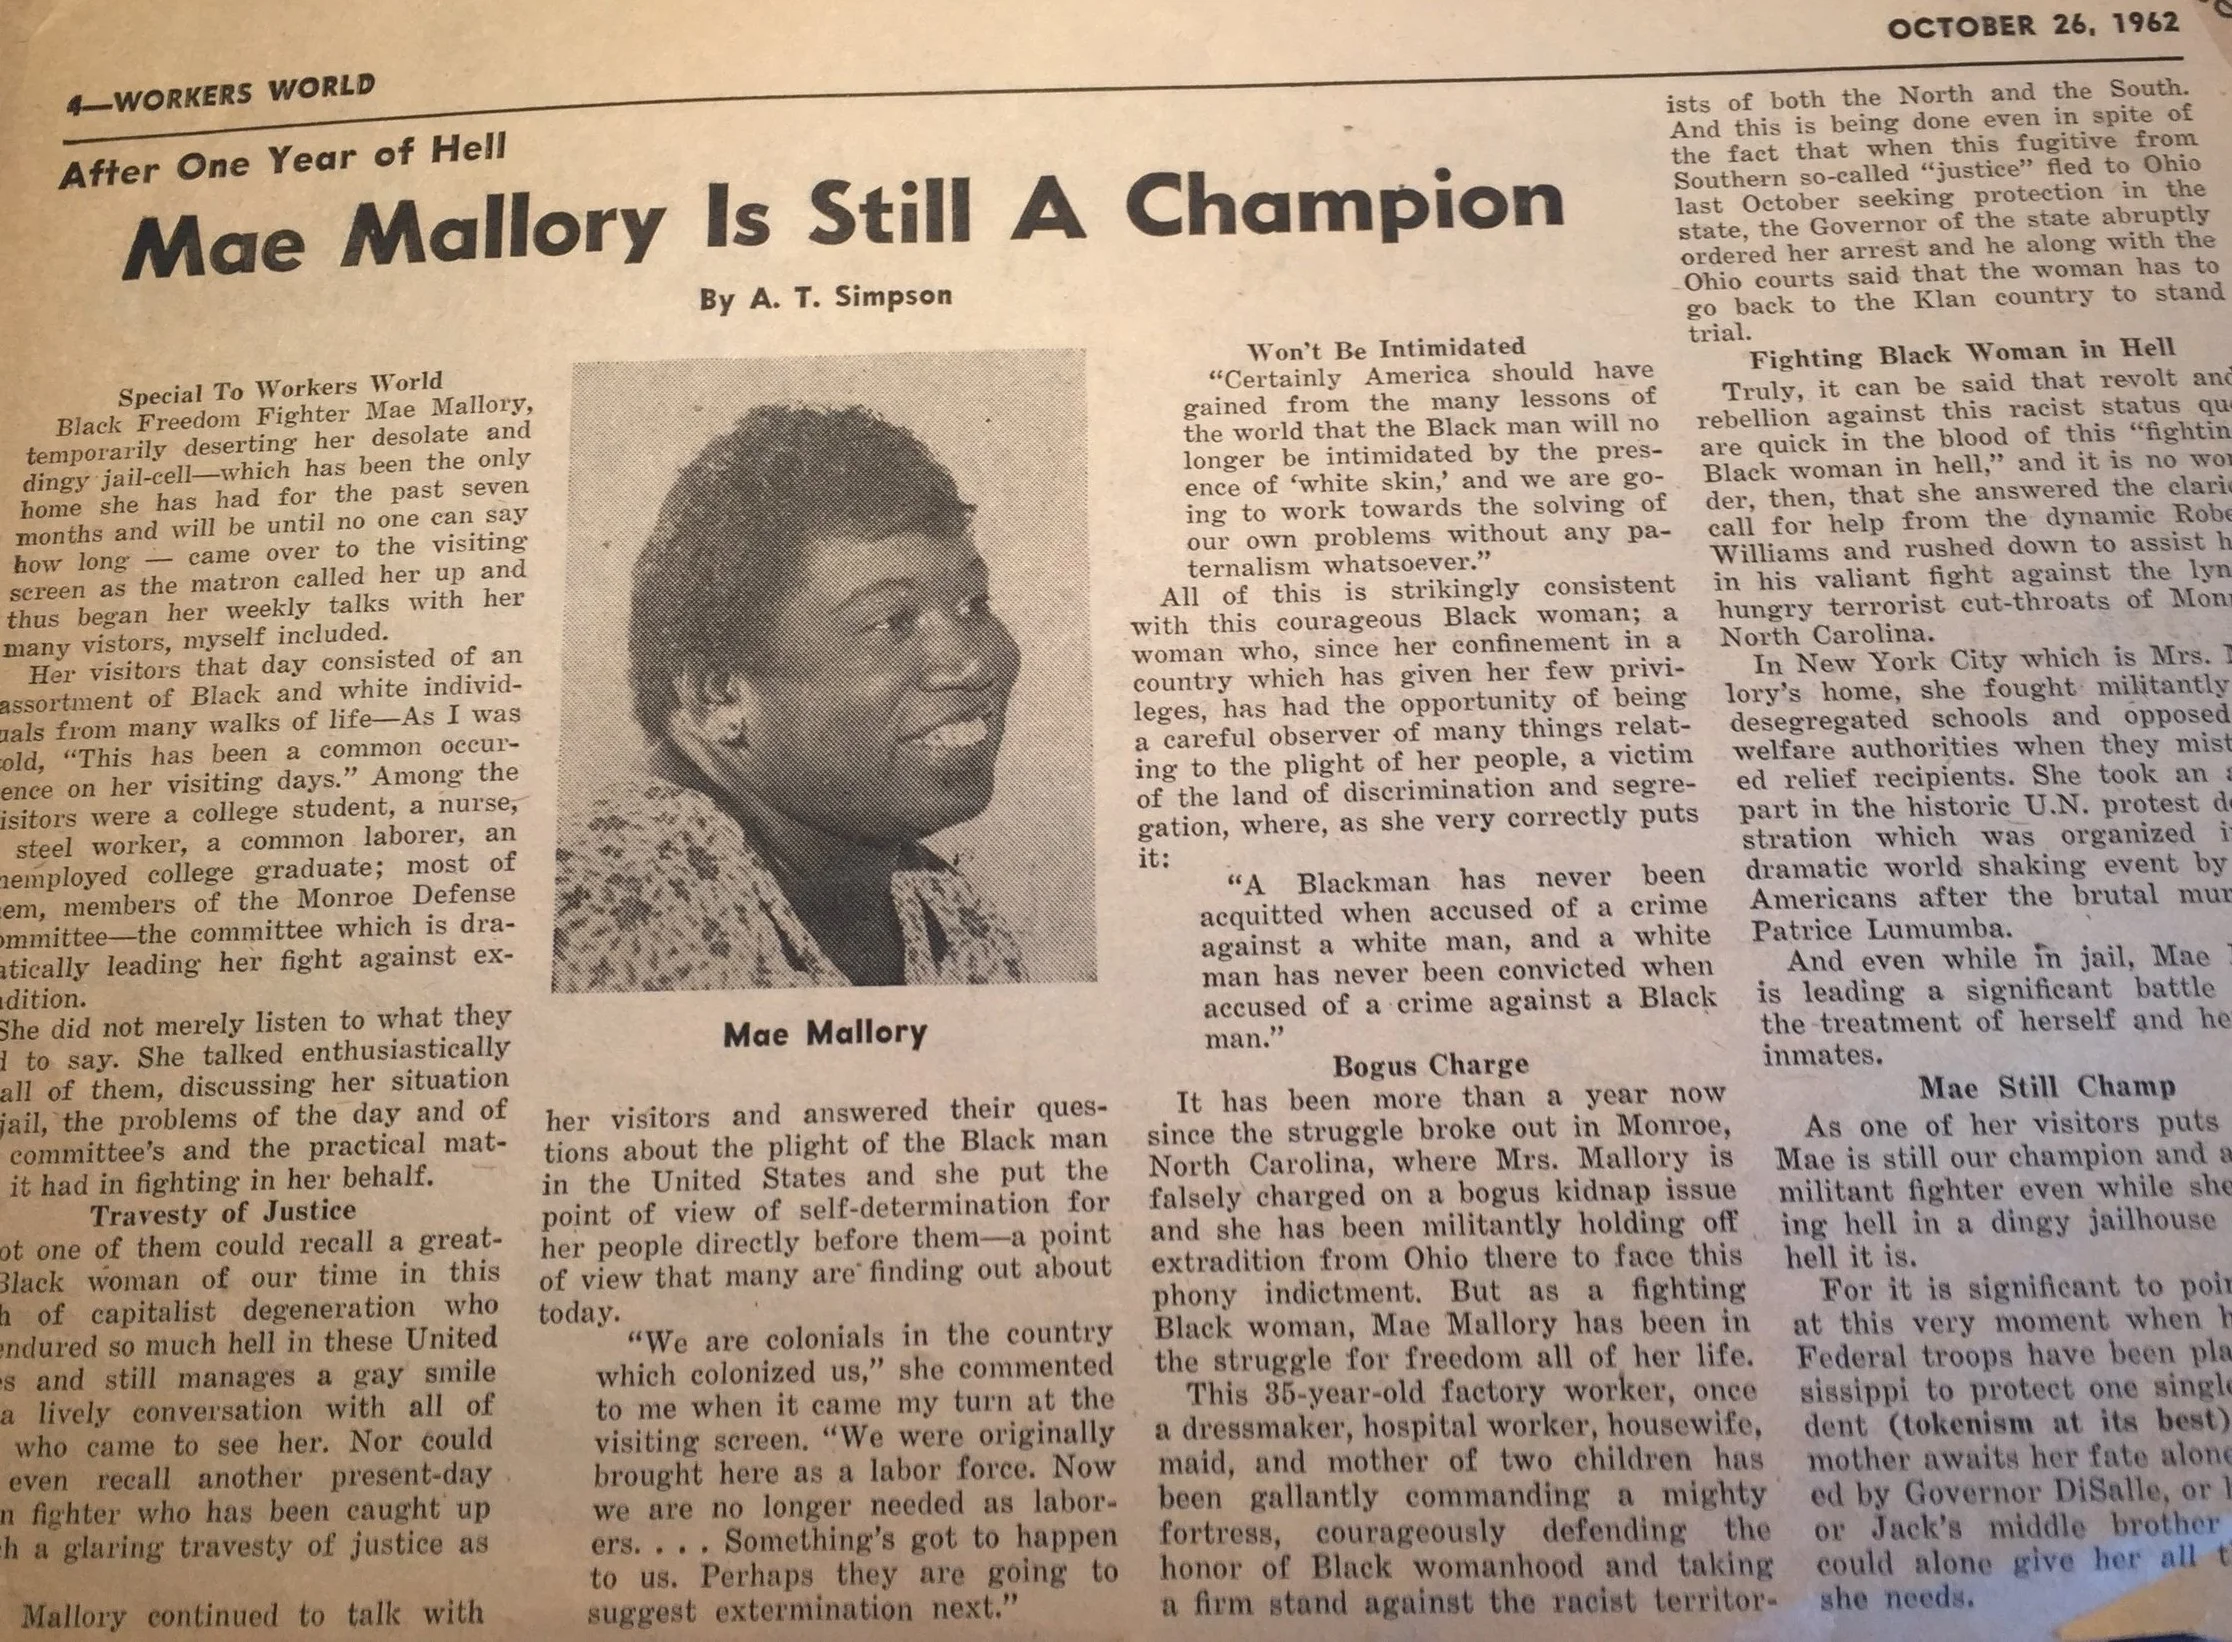 OCTOBER 26, 1962
4—WORKERS WORLD
After One Year of Hell
Mae Mallory Is Still A Champion
By A. T. Simpson
Special To Workers World
Black Freedom Fighter Mae Mallory,
temporarily deserting her desolate and
dingy jail-cell—which has been the only
home she has had for the past seven
months and will be until no one can say
how long — came over to the visiting
screen as the matron called her up and
thus began her weekly talks with her
many vistors, myself included.
Her visitors that day consisted of an
assortment of Black and white individ-
uals from many walks of life—As I was
old, "This has been a common occur-
ence on her visiting days." Among the
isitors were a college student, a nurse,
steel worker, a common laborer, an
nemployed college graduate; most of
em, members of the Monroe Defense
ommittee—the committee which is dra-
atically leading her fight against ex-
adition.
She did not merely listen to what they
d to say. She talked enthusiastically
all of them, discussing her situation
jail, the problems of the day and of
committee's and the practical mat-
it had in fighting in her behalf.
Travesty of Justice
ot one of them could recall a great-
Black woman of our time in this
h of capitalist degeneration who
endured so much hell in these United
s and still manages a gay smile
a lively conversation with all of
who came to see her. Nor could
even recall another present-day
n fighter who has been caught up
h a glaring travesty of justice as
Mallory continued to talk with
Mae Mallory
her visitors and answered their ques-
tions about the plight of the Black man
in the United States and she put the
point of view of self-determination for
her people directly before them—a point
of view that many are finding out about
today.
"We are colonials in the country
which colonized us," she commented
to me when it came my turn at the
visiting screen. "We were originally
brought here as a labor force. Now
we are no longer needed as labor-
ers. . . . Something's got to happen
to us. Perhaps they are going to
suggest extermination next."
Won't Be Intimidated
"Certainly America should have
gained from the many lessons of
the world that the Black man will no
longer be intimidated by the pres-
ence of 'white skin,' and we are go-
ing to work towards the solving of
our own problems without any pa-
ternalism whatsoever."
All of this is strikingly consistent
with this courageous Black woman; a
woman who, since her confinement in a
country which has given her few privi-
leges, has had the opportunity of being
a careful observer of many things relat-
ing to the plight of her people, a victim
of the land of discrimination and segre-
gation, where, as she very correctly puts
it:
"A Blackman has never been
acquitted when accused of a crime
against a white man, and a white
man has never been convicted when
accused of a crime against a Black
man."
Bogus Charge
It has been more than a year now
since the struggle broke out in Monroe,
North Carolina, where Mrs. Mallory is
falsely charged on a bogus kidnap issue
and she has been militantly holding off
extradition from Ohio there to face this
phony indictment. But as a fighting
Black woman, Mae Mallory has been in
the struggle for freedom all of her life.
This 35-year-old factory worker, once
a dressmaker, hospital worker, housewife,
maid, and mother of two children has
been gallantly commanding a mighty
fortress, courageously defending the
honor of Black womanhood and taking
a firm stand against the racist territor-
ists of both the North and the South.
And this is being done even in spite of
the fact that when this fugitive from
Southern so-called "justice" fled to Ohio
last October seeking protection in the
state, the Governor of the state abruptly
ordered her arrest and he along with the
Ohio courts said that the woman has to
go back to the Klan country to stand
trial.
Fighting Black Woman in Hell
Truly, it can be said that revolt and
rebellion against this racist status qu
are quick in the blood of this "fightin
Black woman in hell," and it is no won
der, then, that she answered the clario
call for help from the dynamic Robe
Williams and rushed down to assist h
in his valiant fight against the lyn
hungry terrorist cut-throats of Mon
North Carolina.
In New York City which is Mrs. M
lory's home, she fought militantly
desegregated schools and opposed
welfare authorities when they mist
ed relief recipients. She took an a
part in the historic U.N. protest de
stration which was organized i
dramatic world shaking event by
Americans after the brutal mur
Patrice Lumumba.
And even while in jail, Mae
is leading a significant battle
the treatment of herself and he
inmates.
Mae Still Champ
As one of her visitors puts
Mae is still our champion and a
militant fighter even while she
ing hell in a dingy jailhouse
hell it is.
For it is significant to poin
at this very moment when h
Federal troops have been pla
sissippi to protect one single
dent (tokenism at its best)
mother awaits her fate alone
ed by Governor DiSalle, or h
or Jack's middle brother
could alone give her all t
she needs.